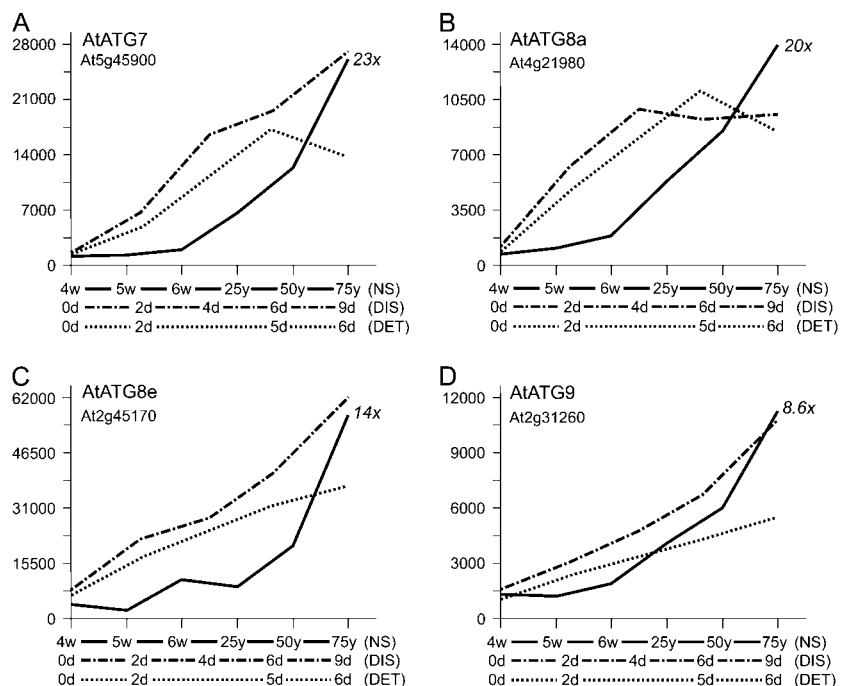 A
AtATG7
At5g45900
28000
21000
14000
7000
0
23x
4w 5w 6w 25y 50y 75y (NS)
0d 2d 4d 6d 9d (DIS)
0d 2d 5d 6d (DET)
B
AtATG8a
At4g21980
14000
10500
7000
3500
0
20x
4w 5w 6w 25y 50y 75y (NS)
0d 2d 4d 6d 9d (DIS)
0d 2d 5d 6d (DET)
C
AtATG8e
At2g45170
62000
46500
31000
15500
0
14x
4w 5w 6w 25y 50y 75y (NS)
0d 2d 4d 6d 9d (DIS)
0d 2d 5d 6d (DET)
D
AtATG9
At2g31260
12000
9000
6000
3000
0
8.6x
4w 5w 6w 25y 50y 75y (NS)
0d 2d 4d 6d 9d (DIS)
0d 2d 5d 6d (DET)